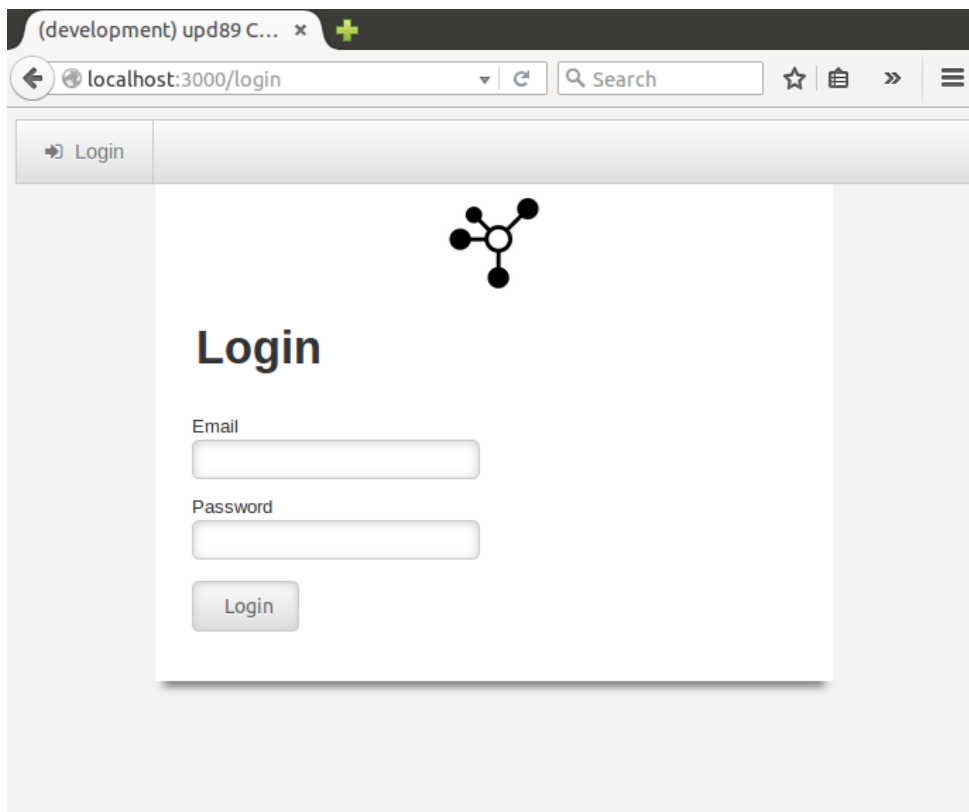 (development) upd89 C...
localhost:3000/login
Search
Login
Login
Email
Password
Login